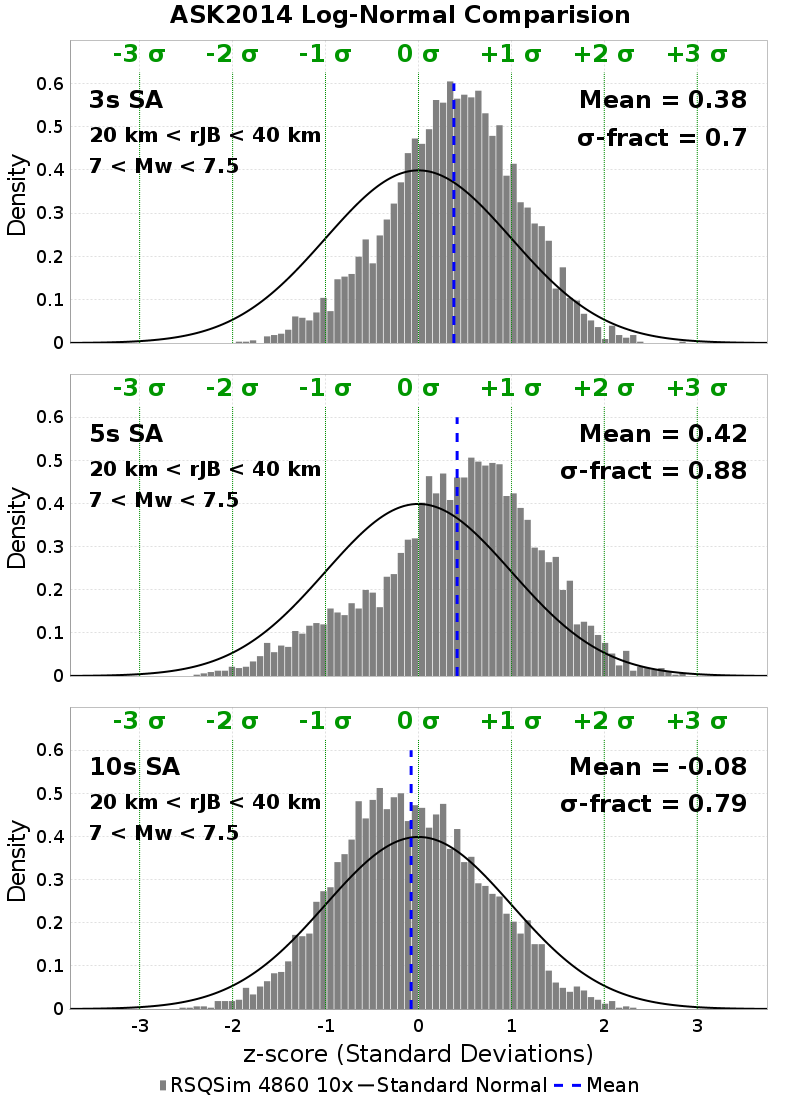 ASK2014 Log-Normal Comparision
-3 σ -2 σ -1 σ 0 σ +1 σ +2 σ +3 σ
3s SA
Mean = 0.38
20 km < rJB < 40 km
σ-fract = 0.7
7 < Mw < 7.5
Density
0.6
0.5
0.4
0.3
0.2
0.1
0
-3 σ -2 σ -1 σ 0 σ +1 σ +2 σ +3 σ
5s SA
Mean = 0.42
20 km < rJB < 40 km
σ-fract = 0.88
7 < Mw < 7.5
Density
0.6
0.5
0.4
0.3
0.2
0.1
0
-3 σ -2 σ -1 σ 0 σ +1 σ +2 σ +3 σ
10s SA
Mean = -0.08
20 km < rJB < 40 km
σ-fract = 0.79
7 < Mw < 7.5
Density
0.6
0.5
0.4
0.3
0.2
0.1
0
-3 -2 -1 0 1 2 3
z-score (Standard Deviations)
RSQSim 4860 10x Standard Normal Mean